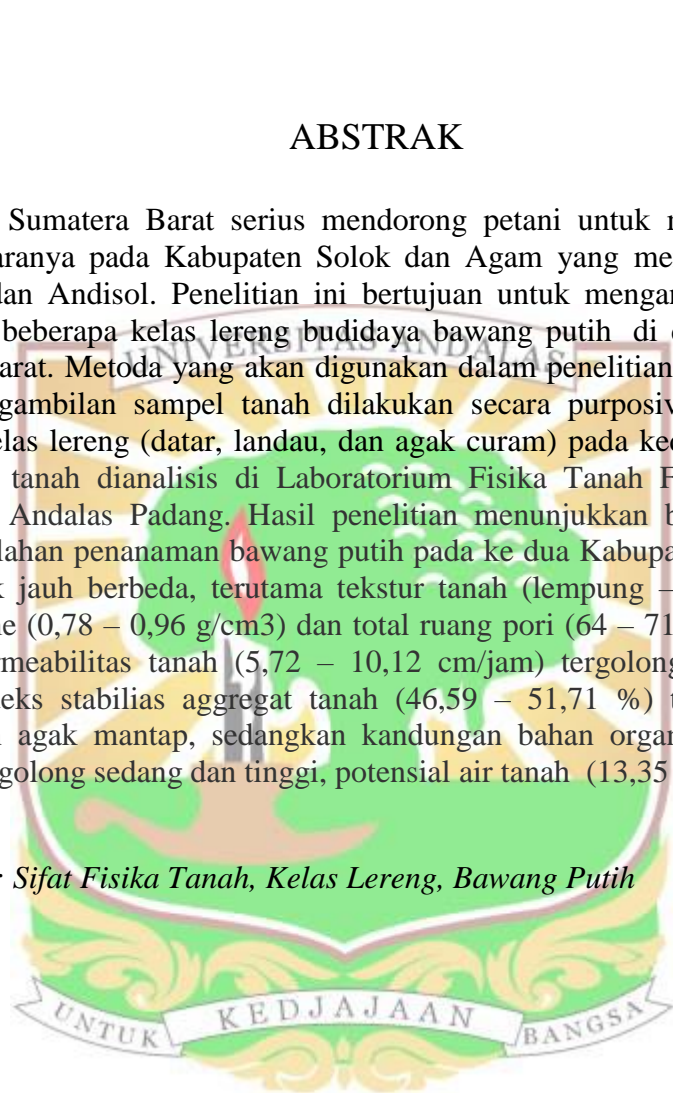 ABSTRAK
Sumatera Barat serius mendorong petani untuk
aranya pada Kabupaten Solok dan Agam yang me
dan Andisol. Penelitian ini bertujuan untuk mengan
beberapa kelas lereng budidaya bawang putih di
arat. Metoda yang akan digunakan dalam penelitian
gambilan sampel tanah dilakukan secara purposiv
elas lereng (datar, landau, dan agak curam) pada ked
tanah dianalisis di Laboratorium Fisika Tanah F
Andalas Padang. Hasil penelitian menunjukkan b
lahan penanaman bawang putih pada ke dua Kabupa
k jauh berbeda, terutama tekstur tanah (lempung –
e (0,78 – 0,96 g/cm3) dan total ruang pori (64 – 71
rmeabilitas tanah (5,72 – 10,12 cm/jam) tergolong
eks stabilias aggregat tanah (46,59 – 51,71 %) t
agak mantap, sedangkan kandungan bahan organ
golong sedang dan tinggi, potensial air tanah (13,35
: Sifat Fisika Tanah, Kelas Lereng, Bawang Putih
UNIVERSITAS ANDALAS
UNTUK KEDJAJAAN BANGSA